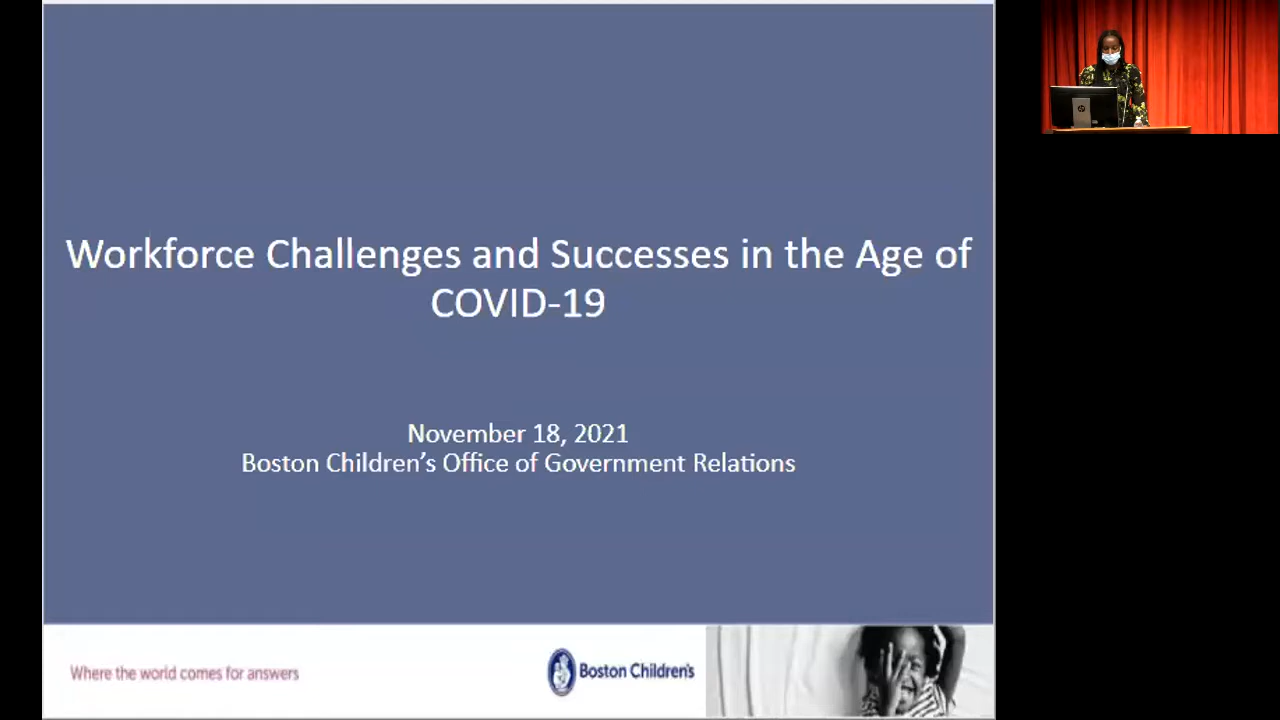 Workforce Challenges and Successes in the Age of
COVID-19
November 18, 2021
Boston Children’s Office of Government Relations
Where the world comes for answers
Boston Children's